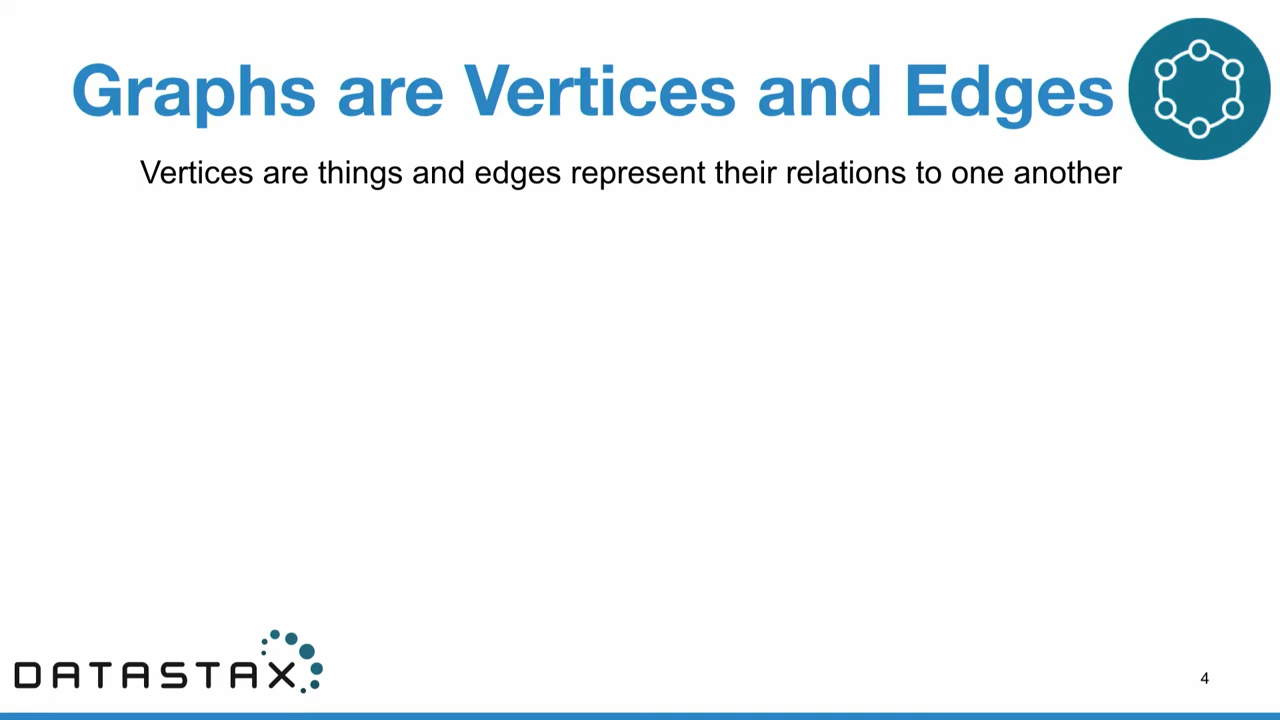 Graphs are Vertices and Edges
Vertices are things and edges represent their relations to one another
DATASTAX
4